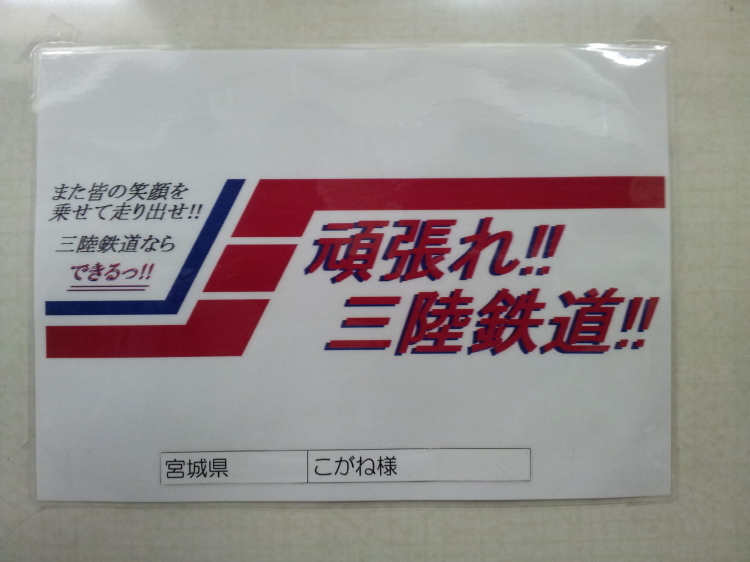 また皆の笑顔を
乗せて走り出せ!!
三陸鉄道なら
できるっ!!
頑張れ!!
三陸鉄道!!
宮城県 こがね様